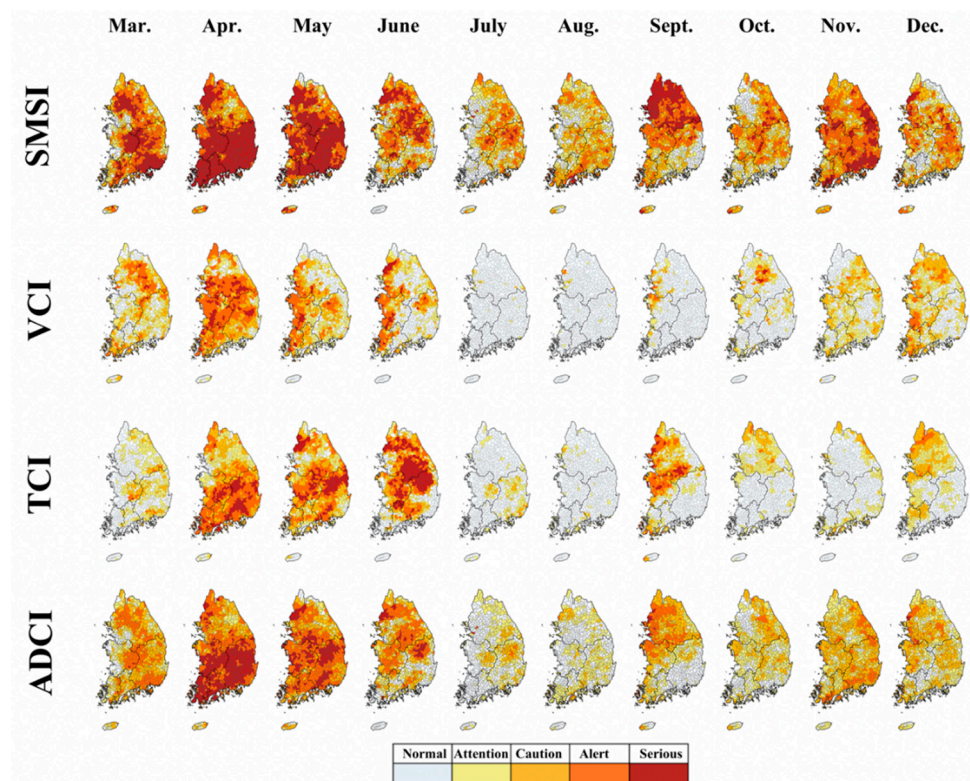 Mar. Apr. May June July Aug. Sept. Oct. Nov. Dec.
SMSI
VCI
TCI
ADCI
Normal Attention Caution Alert Serious